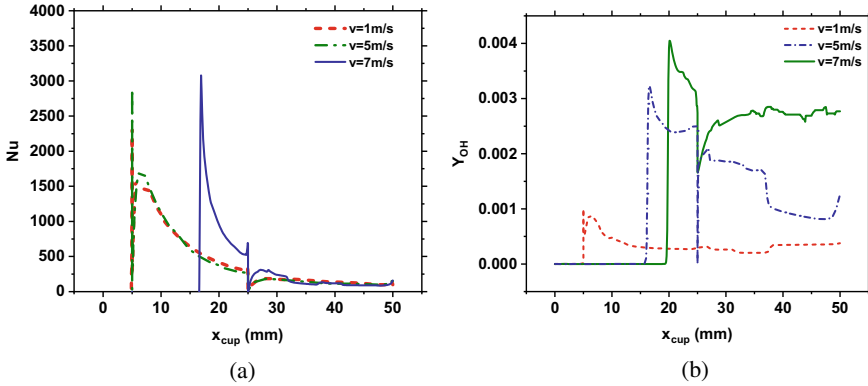 4000
3500
3000
2500
2000
1500
1000
500
0
Nu
v=1m/s
v=5m/s
v=7m/s
0 10 20 30 40 50
x_cup (mm)
(a)
0.004
0.003
0.002
0.001
0.000
Y_OH
v=1m/s
v=5m/s
v=7m/s
0 10 20 30 40 50
x_cup (mm)
(b)